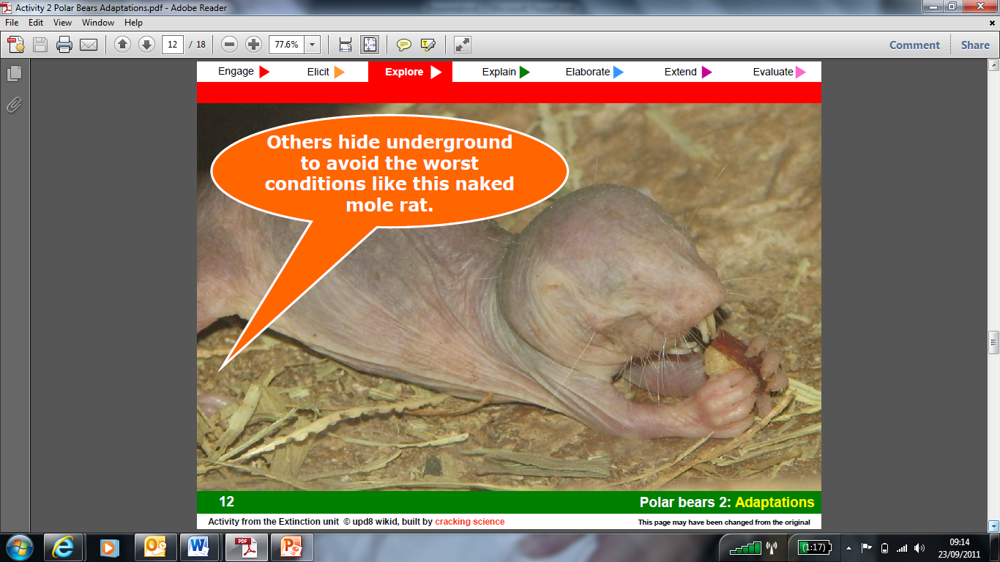 Activity 2 Polar Bears Adaptations.pdf - Adobe Reader
File Edit View Window Help
12 / 18 77.6% Comment Share
Engage Elicit Explore Explain Elaborate Extend Evaluate
Others hide underground
to avoid the worst
conditions like this naked
mole rat.
12 Polar bears 2: Adaptations
Activity from the Extinction unit © upd8 wikid, built by cracking science This page may have been changed from the original
PDF
(1:17)
09:14
23/09/2011